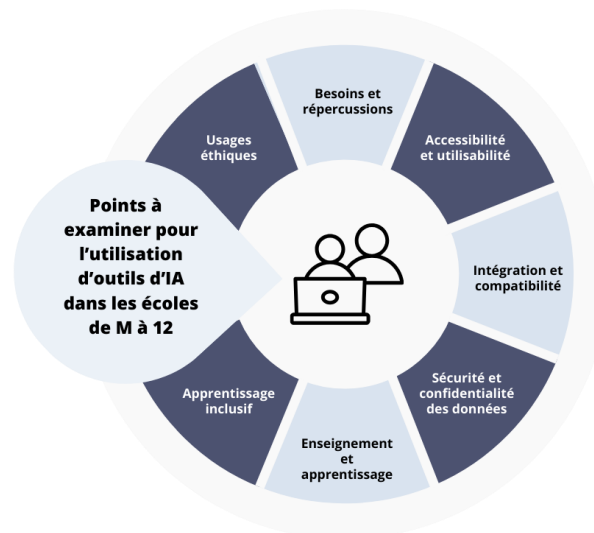 Points à
examiner pour
l’utilisation
d’outils d’IA
dans les écoles
de M à 12
Besoins et
répercussions
Accessibilité
et utilisabilité
Intégration et
compatibilité
Sécurité et
confidentialité
des données
Enseignement
et
apprentissage
Apprentissage
inclusif
Usages
éthiques